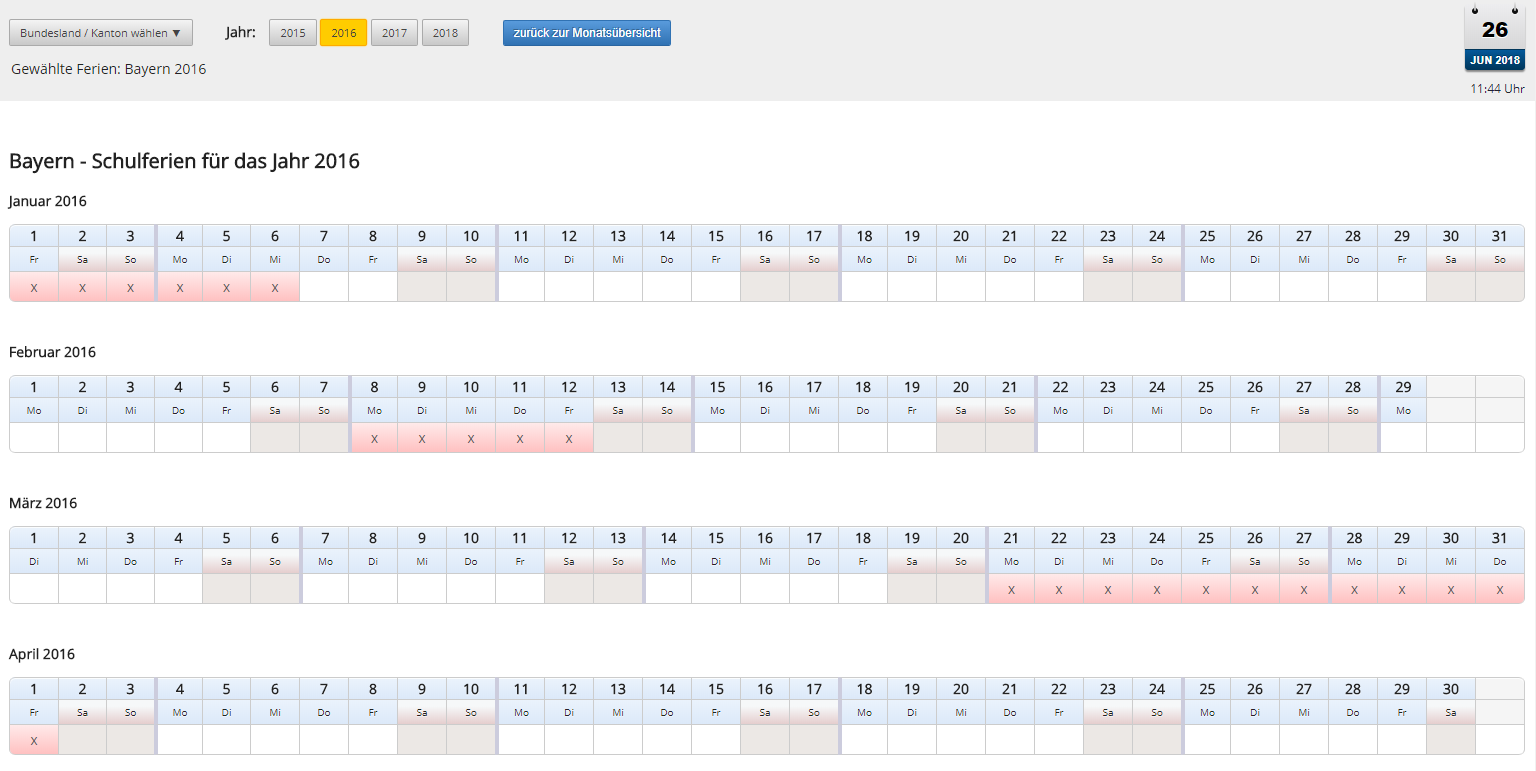 Bundesland / Kanton wählen ▼ Jahr: 2015 2016 2017 2018 zurück zur Monatsübersicht 26
JUN 2018
Gewählte Ferien: Bayern 2016
11:44 Uhr
Bayern - Schulferien für das Jahr 2016
Januar 2016
1 2 3 4 5 6 7 8 9 10 11 12 13 14 15 16 17 18 19 20 21 22 23 24 25 26 27 28 29 30 31
Fr Sa So Mo Di Mi Do Fr Sa So Mo Di Mi Do Fr Sa So Mo Di Mi Do Fr Sa So Mo Di Mi Do Fr Sa So
X X X X X X
Februar 2016
1 2 3 4 5 6 7 8 9 10 11 12 13 14 15 16 17 18 19 20 21 22 23 24 25 26 27 28 29
Mo Di Mi Do Fr Sa So Mo Di Mi Do Fr Sa So Mo Di Mi Do Fr Sa So Mo Di Mi Do Fr Sa So Mo
X X X X X
März 2016
1 2 3 4 5 6 7 8 9 10 11 12 13 14 15 16 17 18 19 20 21 22 23 24 25 26 27 28 29 30 31
Di Mi Do Fr Sa So Mo Di Mi Do Fr Sa So Mo Di Mi Do Fr Sa So Mo Di Mi Do Fr Sa So Mo Di Mi Do
X X X X X X X X X X X
April 2016
1 2 3 4 5 6 7 8 9 10 11 12 13 14 15 16 17 18 19 20 21 22 23 24 25 26 27 28 29 30
Fr Sa So Mo Di Mi Do Fr Sa So Mo Di Mi Do Fr Sa So Mo Di Mi Do Fr Sa So Mo Di Mi Do Fr Sa
X